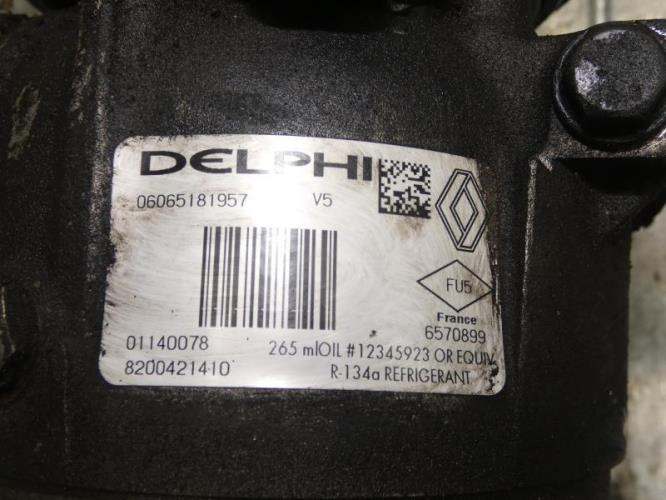 DELPHI
06065181957 V5
FU5
France
6570899
01140078
265 mlOIL #12345923 OR EQUIV
8200421410
R-134a REFRIGERANT